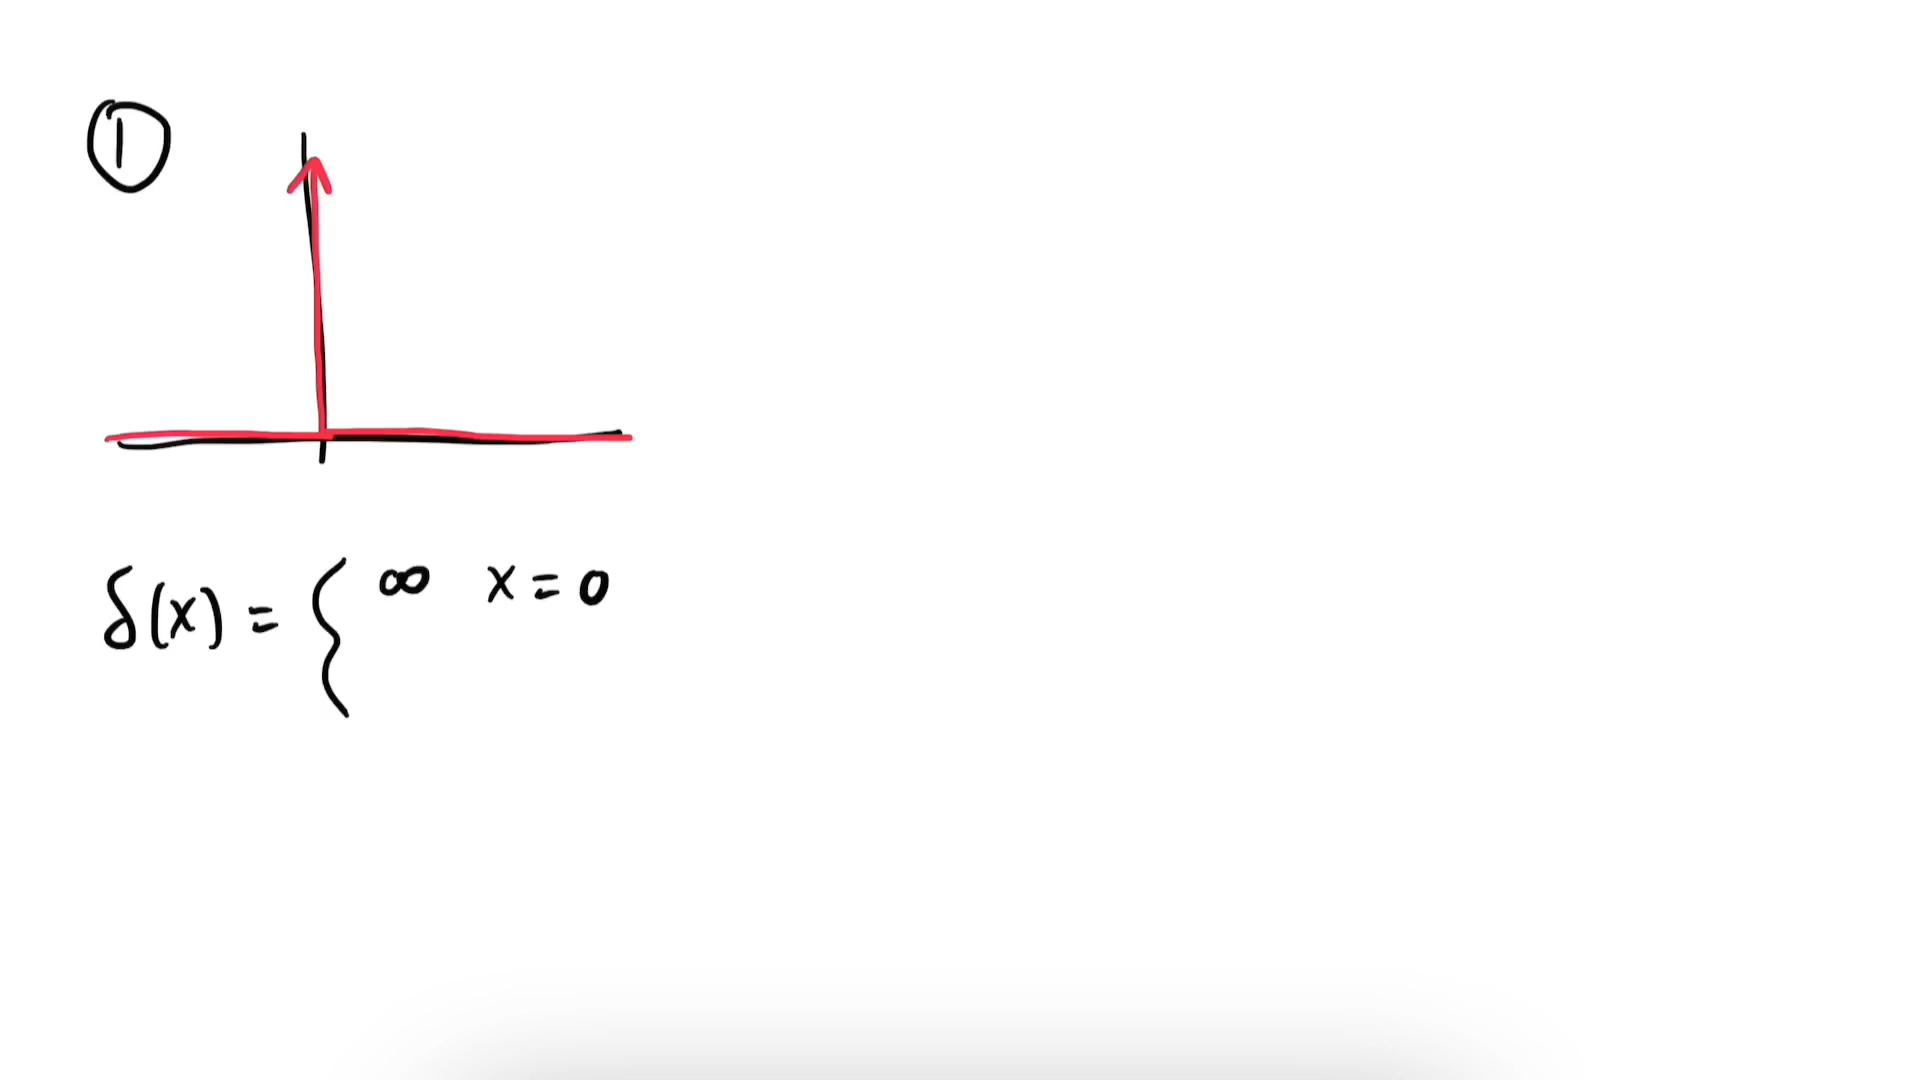 ①
δ(x) = { ∞ x = 0